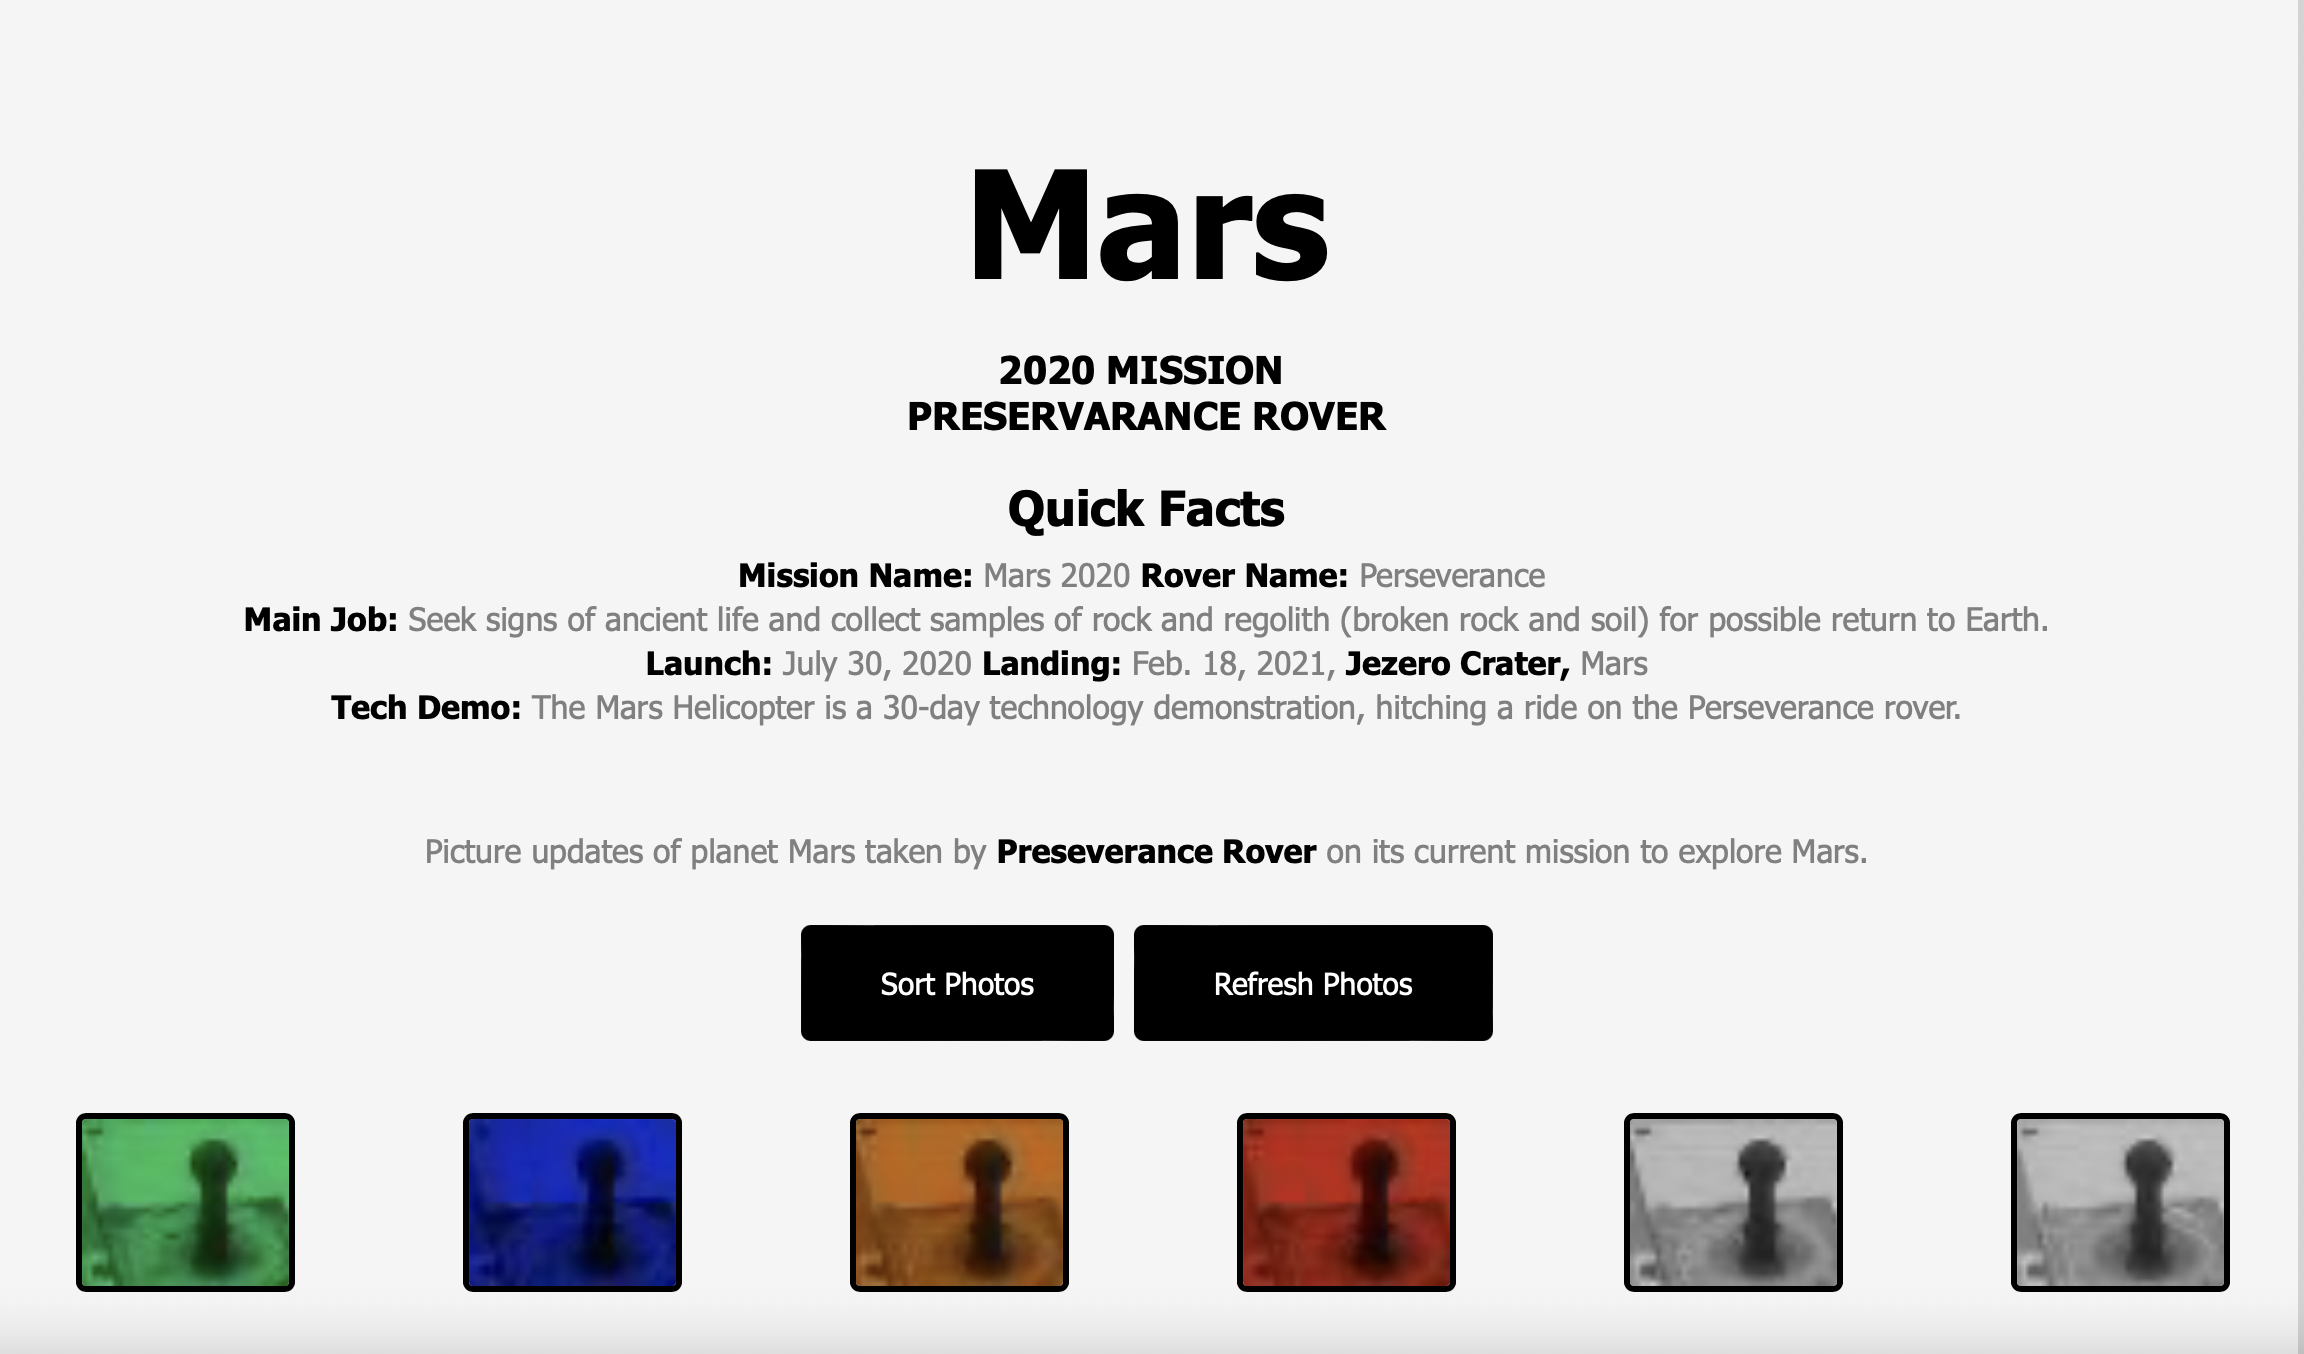 Mars
2020 MISSION
PRESERVARANCE ROVER
Quick Facts
Mission Name: Mars 2020 Rover Name: Perseverance
Main Job: Seek signs of ancient life and collect samples of rock and regolith (broken rock and soil) for possible return to Earth.
Launch: July 30, 2020 Landing: Feb. 18, 2021, Jezero Crater, Mars
Tech Demo: The Mars Helicopter is a 30-day technology demonstration, hitching a ride on the Perseverance rover.
Picture updates of planet Mars taken by Preseverance Rover on its current mission to explore Mars.
Sort Photos
Refresh Photos